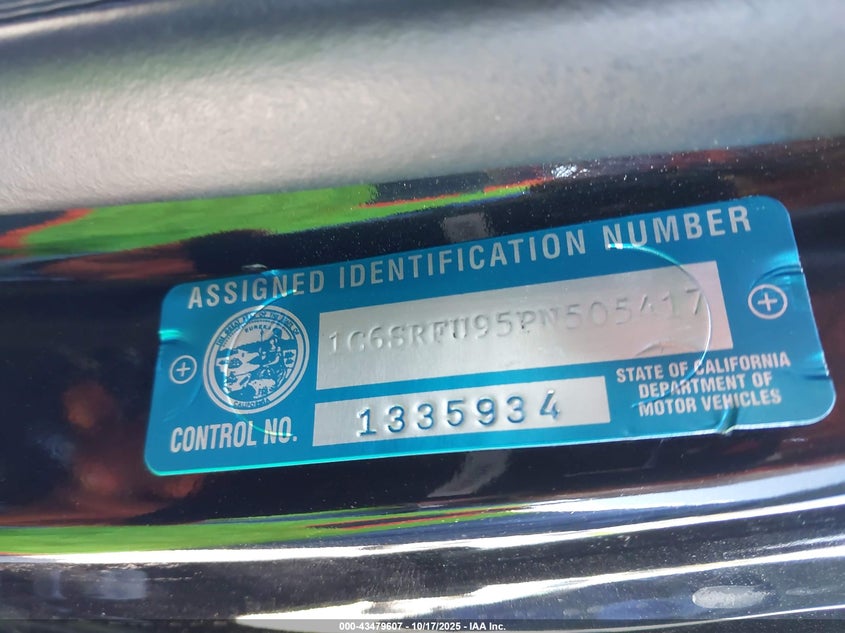 ASSIGNED IDENTIFICATION NUMBER
1C6SRFU95PN505417
CONTROL NO.
1335934
STATE OF CALIFORNIA
DEPARTMENT OF
MOTOR VEHICLES
000-43479607 - 10/17/2025 - IAA Inc.